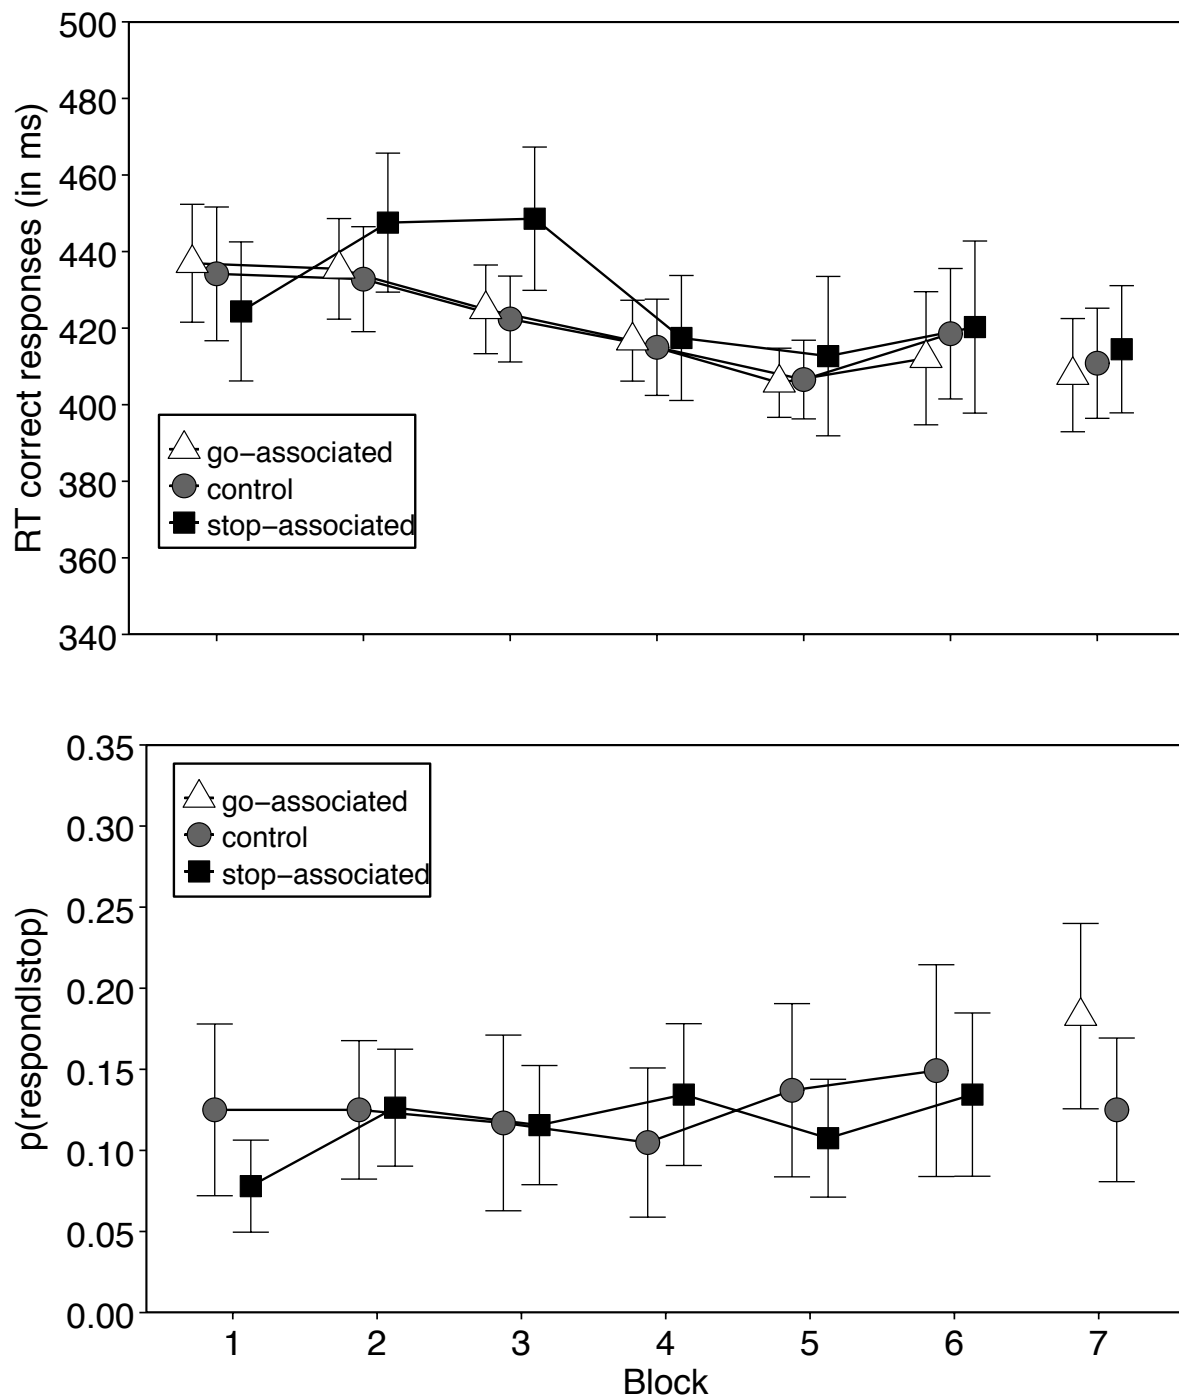 500
480
460
440
420
400
380
360
340
RT correct responses (in ms)
go−associated
control
stop−associated
0.35
0.30
0.25
0.20
0.15
0.10
0.05
0.00
p(respond|stop)
go−associated
control
stop−associated
1 2 3 4 5 6 7
Block